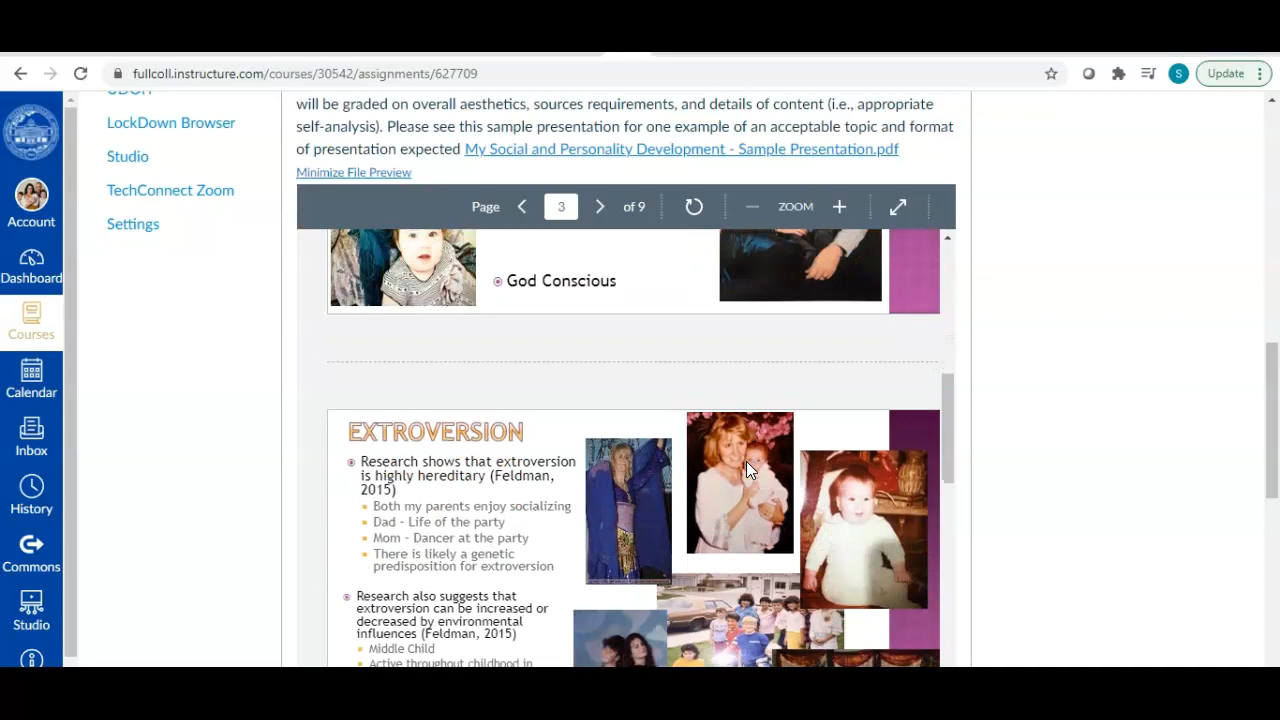 fullcoll.instructure.com/courses/30542/assignments/627709
S
Update
Account
Dashboard
Courses
Calendar
Inbox
History
Commons
Studio
LockDown Browser
Studio
TechConnect Zoom
Settings
will be graded on overall aesthetics, sources requirements, and details of content (i.e., appropriate
self-analysis). Please see this sample presentation for one example of an acceptable topic and format
of presentation expected My Social and Personality Development - Sample Presentation.pdf
Minimize File Preview
Page 3 of 9 ZOOM
God Conscious
EXTROVERSION
Research shows that extroversion
is highly hereditary (Feldman,
2015)
Both my parents enjoy socializing
Dad - Life of the party
Mom - Dancer at the party
There is likely a genetic
predisposition for extroversion
Research also suggests that
extroversion can be increased or
decreased by environmental
influences (Feldman, 2015)
Middle Child
Active throughout childhood in